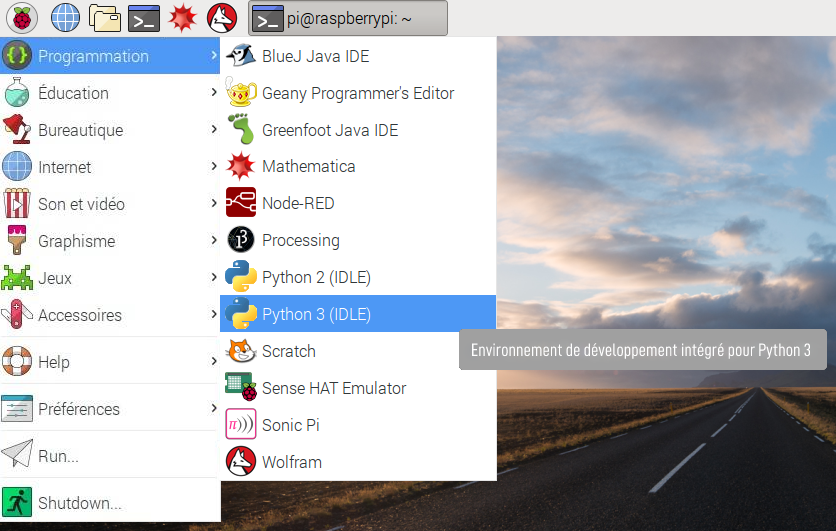 pi@raspberrypi: ~
Programmation
Éducation
Bureautique
Internet
Son et vidéo
Graphisme
Jeux
Accessoires
Help
Préférences
Run...
Shutdown...
BlueJ Java IDE
Geany Programmer's Editor
Greenfoot Java IDE
Mathematica
Node-RED
Processing
Python 2 (IDLE)
Python 3 (IDLE)
Scratch
Sense HAT Emulator
Sonic Pi
Wolfram
Environnement de développement intégré pour Python 3